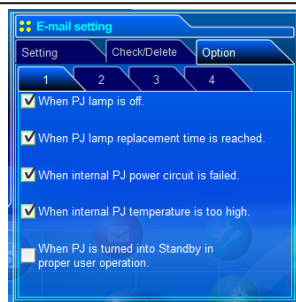 E-mail setting
Setting Check/Delete Option
1 2 3 4
When PJ lamp is off.
When PJ lamp replacement time is reached.
When internal PJ power circuit is failed.
When internal PJ temperature is too high.
When PJ is turned into Standby in
proper user operation.